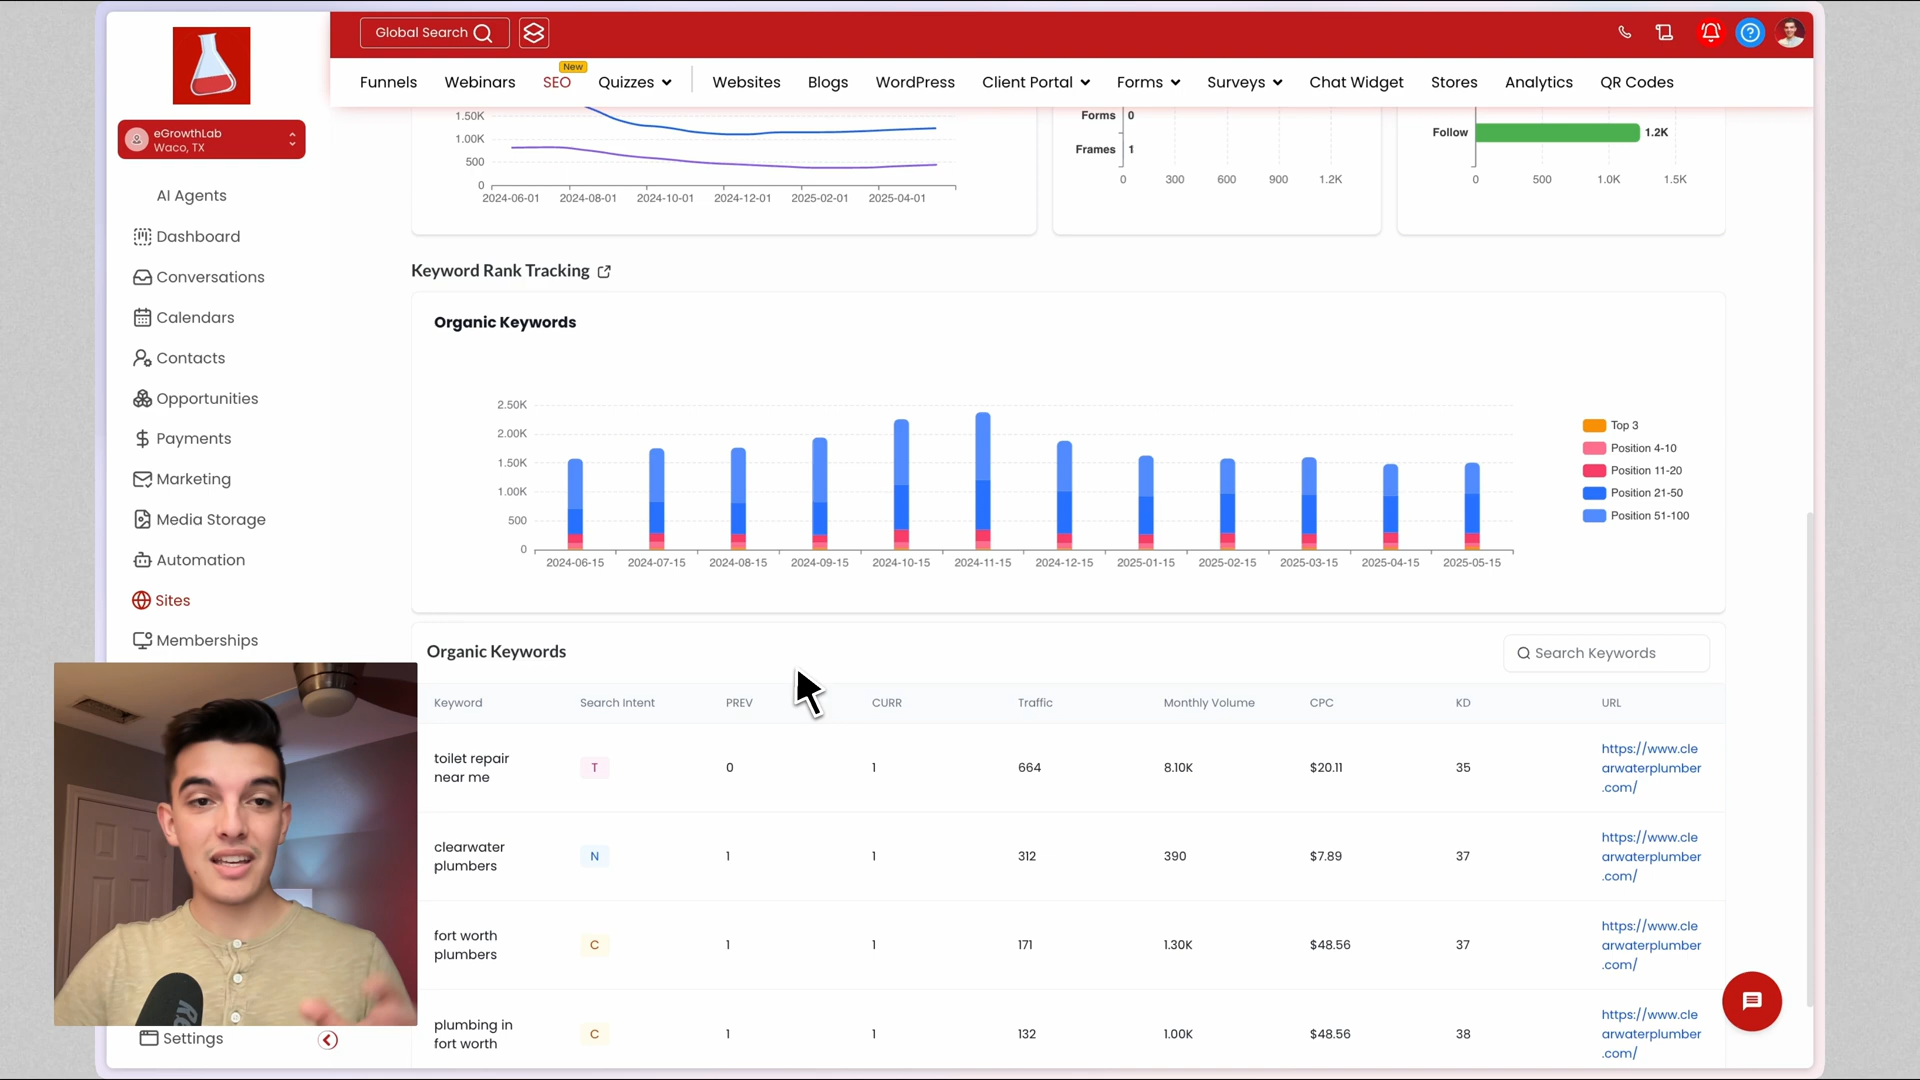 Global Search
New
Funnels Webinars SEO Quizzes Websites Blogs WordPress Client Portal Forms Surveys Chat Widget Stores Analytics QR Codes
eGrowthLab
Waco, TX
AI Agents
Dashboard
Conversations
Calendars
Contacts
Opportunities
Payments
Marketing
Media Storage
Automation
Sites
Memberships
Settings
1.50K
1.00K
500
0
2024-06-01 2024-08-01 2024-10-01 2024-12-01 2025-02-01 2025-04-01
Forms 0
Frames 1
0 300 600 900 1.2K
Follow 1.2K
0 500 1.0K 1.5K
Keyword Rank Tracking
Organic Keywords
2.50K
2.00K
1.50K
1.00K
500
0
2024-06-15 2024-07-15 2024-08-15 2024-09-15 2024-10-15 2024-11-15 2024-12-15 2025-01-15 2025-02-15 2025-03-15 2025-04-15 2025-05-15
Top 3
Position 4-10
Position 11-20
Position 21-50
Position 51-100
Organic Keywords
Search Keywords
Keyword Search Intent PREV CURR Traffic Monthly Volume CPC KD URL
toilet repair
near me
T 0 1 664 8.10K $20.11 35
https://www.cle
arwaterplumber
.com/
clearwater
plumbers
N 1 1 312 390 $7.89 37
https://www.cle
arwaterplumber
.com/
fort worth
plumbers
C 1 1 171 1.30K $48.56 37
https://www.cle
arwaterplumber
.com/
plumbing in
fort worth
C 1 1 132 1.00K $48.56 38
https://www.cle
arwaterplumber
.com/